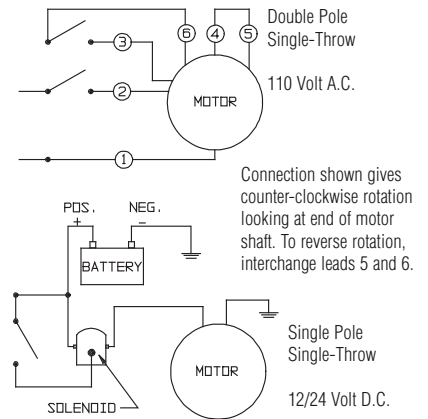 Double Pole
Single-Throw
6
4
5
3
110 Volt A.C.
2
MOTOR
1
Connection shown gives
counter-clockwise rotation
looking at end of motor
shaft. To reverse rotation,
interchange leads 5 and 6.
POS. NEG.
+ –
BATTERY
Single Pole
Single-Throw
MOTOR
12/24 Volt D.C.
SOLENOID